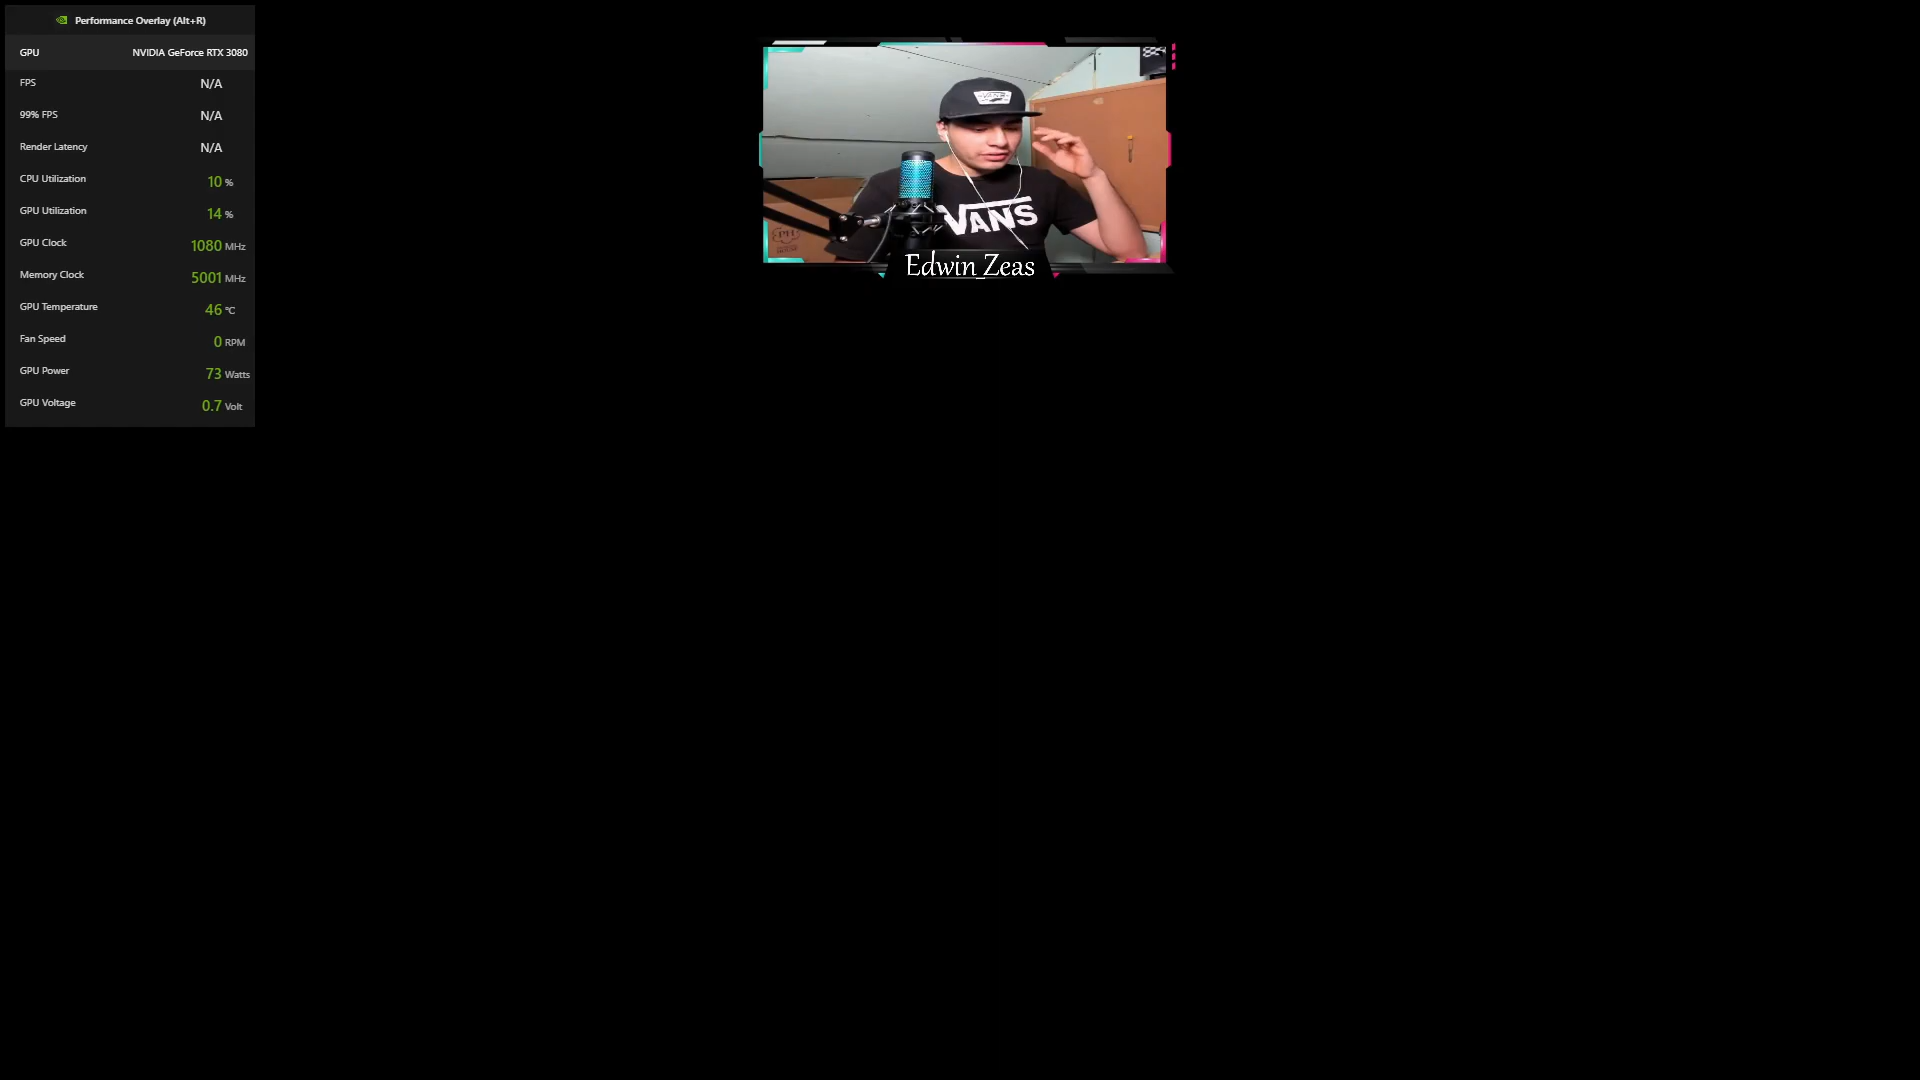 Performance Overlay (Alt+R)
GPU NVIDIA GeForce RTX 3080
FPS N/A
99% FPS N/A
Render Latency N/A
CPU Utilization 10 %
GPU Utilization 14 %
GPU Clock 1080 MHz
Memory Clock 5001 MHz
GPU Temperature 46 °C
Fan Speed 0 RPM
GPU Power 73 Watts
GPU Voltage 0.7 Volt
VANS
VANS
Edwin_Zeas